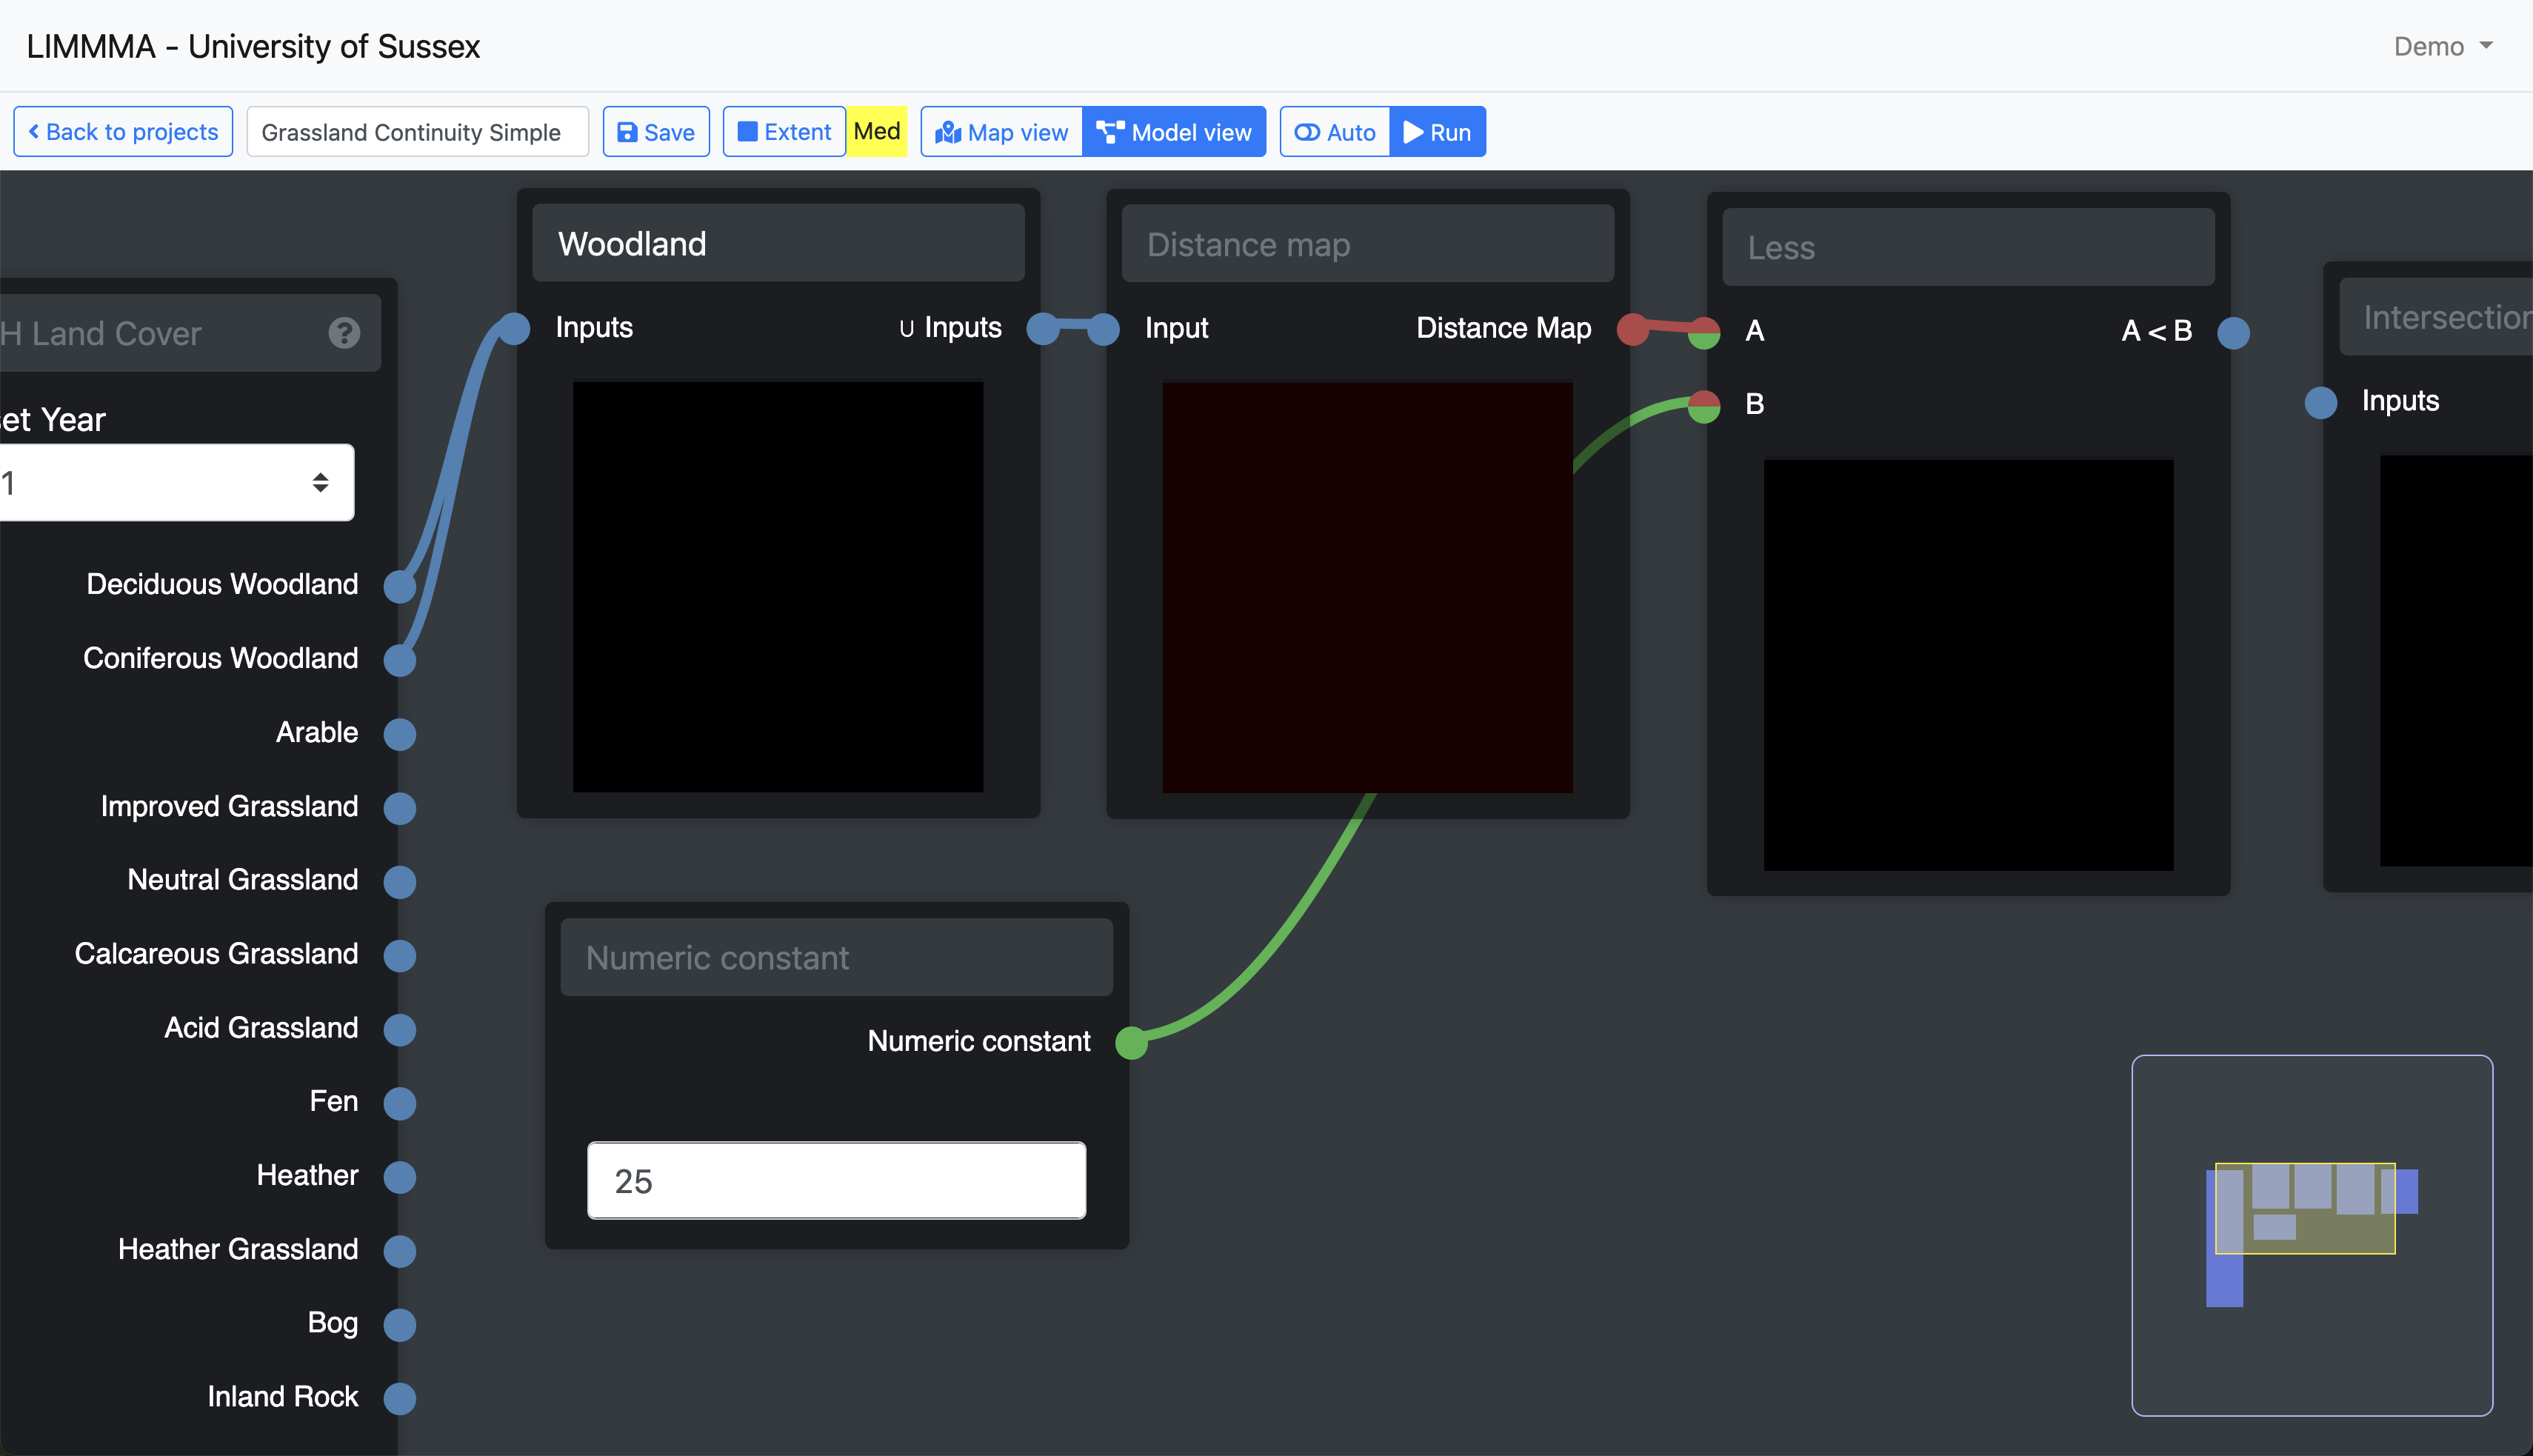 LIMMMA - University of Sussex
Demo
Back to projects
Grassland Continuity Simple
Save
Extent
Med
Map view
Model view
Auto
Run
H Land Cover
et Year
1
Deciduous Woodland
Coniferous Woodland
Arable
Improved Grassland
Neutral Grassland
Calcareous Grassland
Acid Grassland
Fen
Heather
Heather Grassland
Bog
Inland Rock
Woodland
Inputs
∪ Inputs
Distance map
Input
Distance Map
Less
A
A < B
B
Intersection
Inputs
Numeric constant
Numeric constant
25